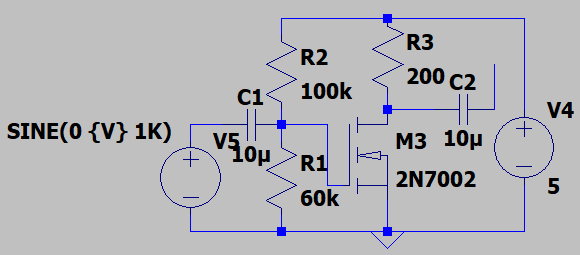 R3
R2
200
C2
100k
C1
V4
SINE(0 {V} 1K)
V5
M3
10µ
10µ
R1
2N7002
60k
5